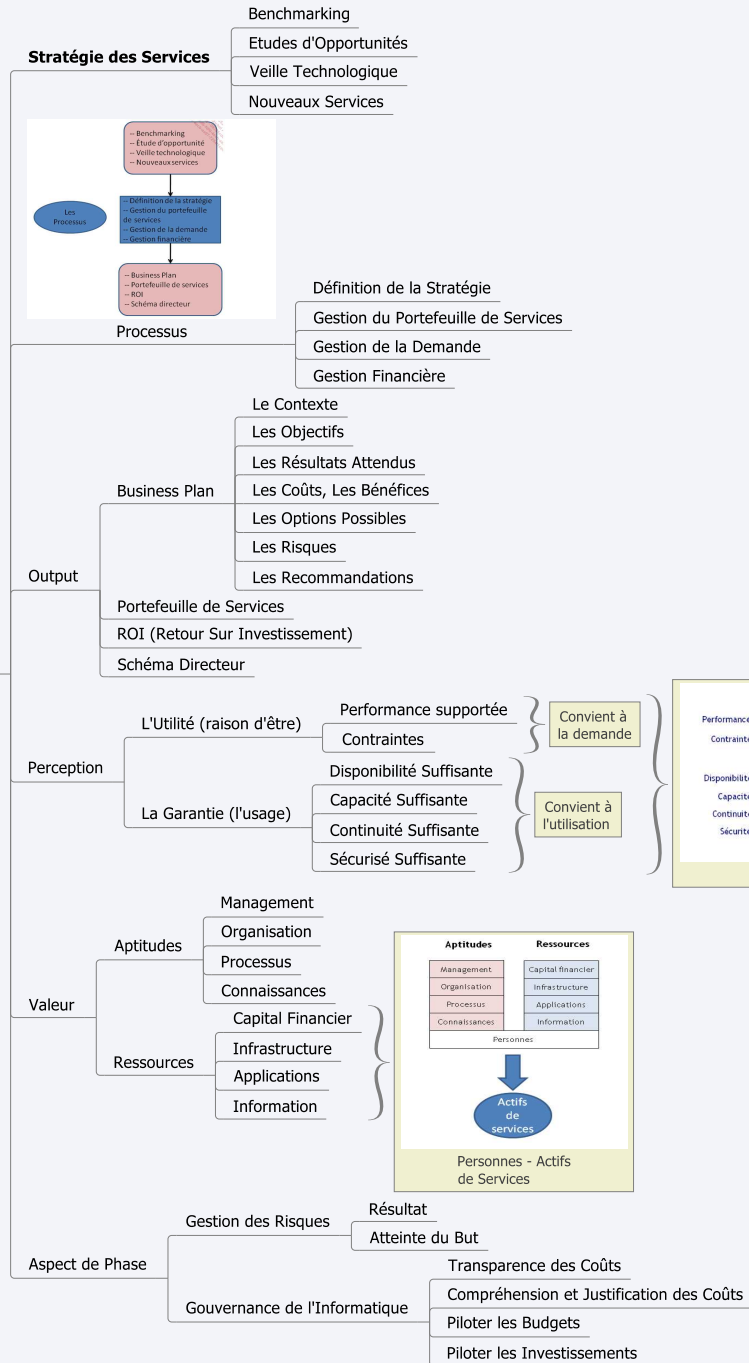 Stratégie des Services
Benchmarking
Etudes d'Opportunités
Veille Technologique
Nouveaux Services
-- Benchmarking
-- Étude d'opportunité
-- Veille technologique
-- Nouveaux services
Les
Processus
-- Définition de la stratégie
-- Gestion du portefeuille
de services
-- Gestion de la demande
-- Gestion financière
-- Business Plan
-- Portefeuille de services
-- ROI
-- Schéma directeur
Processus
Définition de la Stratégie
Gestion du Portefeuille de Services
Gestion de la Demande
Gestion Financière
Output
Business Plan
Le Contexte
Les Objectifs
Les Résultats Attendus
Les Coûts, Les Bénéfices
Les Options Possibles
Les Risques
Les Recommandations
Portefeuille de Services
ROI (Retour Sur Investissement)
Schéma Directeur
Perception
L'Utilité (raison d'être)
Performance supportée
Contraintes
Convient à
la demande
La Garantie (l'usage)
Disponibilité Suffisante
Capacité Suffisante
Continuité Suffisante
Sécurisé Suffisante
Convient à
l'utilisation
Performance
Valeur
Aptitudes
Management
Organisation
Processus
Connaissances
Ressources
Capital Financier
Infrastructure
Applications
Information
Aptitudes Ressources
Management Capital financier
Organisation Infrastructure
Processus Applications
Connaissances Information
Personnes
Actifs
de
services
Personnes - Actifs
de Services
Aspect de Phase
Gestion des Risques
Résultat
Atteinte du But
Gouvernance de l'Informatique
Transparence des Coûts
Compréhension et Justification des Coûts
Piloter les Budgets
Piloter les Investissements